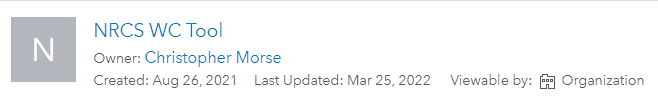 N
NRCS WC Tool
Owner: Christopher Morse
Created: Aug 26, 2021 Last Updated: Mar 25, 2022 Viewable by: Organization